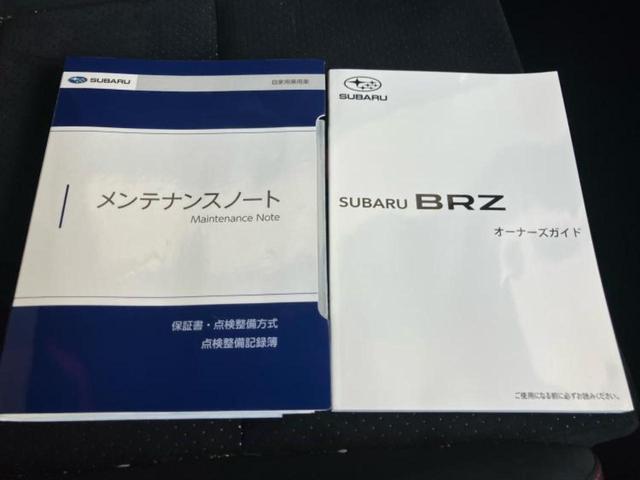 SUBARU
自家用乗用車
メンテナンスノート
Maintenance Note
保証書・点検整備方式
点検整備記録簿
SUBARU
SUBARU BRZ
オーナーズガイド
ご使用になる前に必ずお読みください。